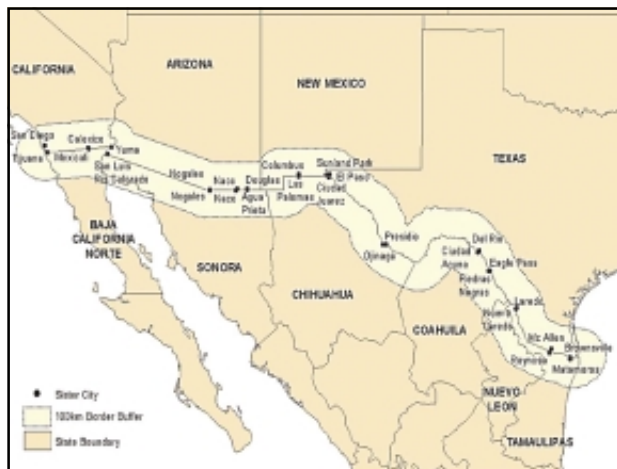 CALIFORNIA
ARIZONA
NEW MEXICO
TEXAS
San Diego
Tijuana
Calexico
Mexicali
Yuma
San Luis
Rio Colorado
Nogales
Nogales
Naco
Naco
Douglas
Agua
Prieta
Columbus
Las
Palomas
Sunland Park
El Paso
Ciudad
Juarez
Presidio
Ojinaga
Del Rio
Ciudad
Acuna
Eagle Pass
Piedras
Negras
Laredo
Nuevo
Laredo
Mc Allen
Reynosa
Brownsville
Matamoros
BAJA
CALIFORNIA
NORTE
SONORA
CHIHUAHUA
COAHUILA
NUEVO
LEON
TAMAULIPAS
Sister City
100km Border Buffer
State Boundary